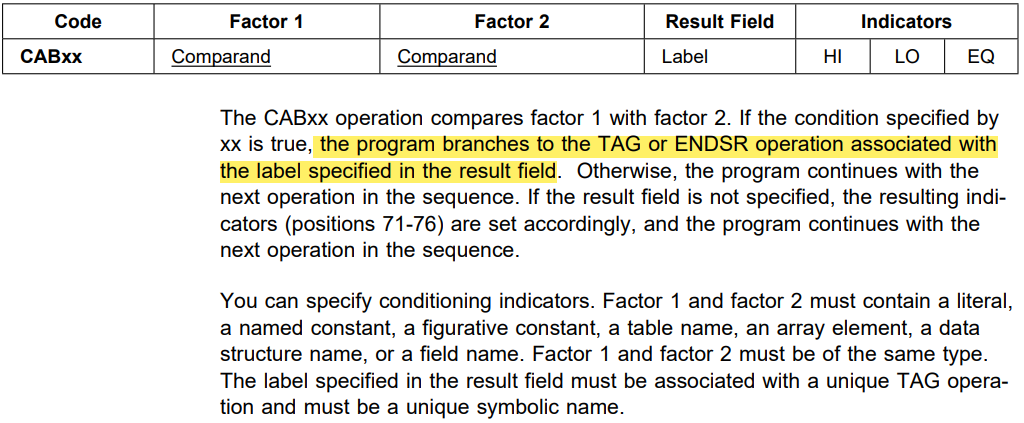 Code Factor 1 Factor 2 Result Field Indicators
CABxx Comparand Comparand Label HI LO EQ
The CABxx operation compares factor 1 with factor 2. If the condition specified by
xx is true, the program branches to the TAG or ENDSR operation associated with
the label specified in the result field. Otherwise, the program continues with the
next operation in the sequence. If the result field is not specified, the resulting indi-
cators (positions 71-76) are set accordingly, and the program continues with the
next operation in the sequence.
You can specify conditioning indicators. Factor 1 and factor 2 must contain a literal,
a named constant, a figurative constant, a table name, an array element, a data
structure name, or a field name. Factor 1 and factor 2 must be of the same type.
The label specified in the result field must be associated with a unique TAG opera-
tion and must be a unique symbolic name.